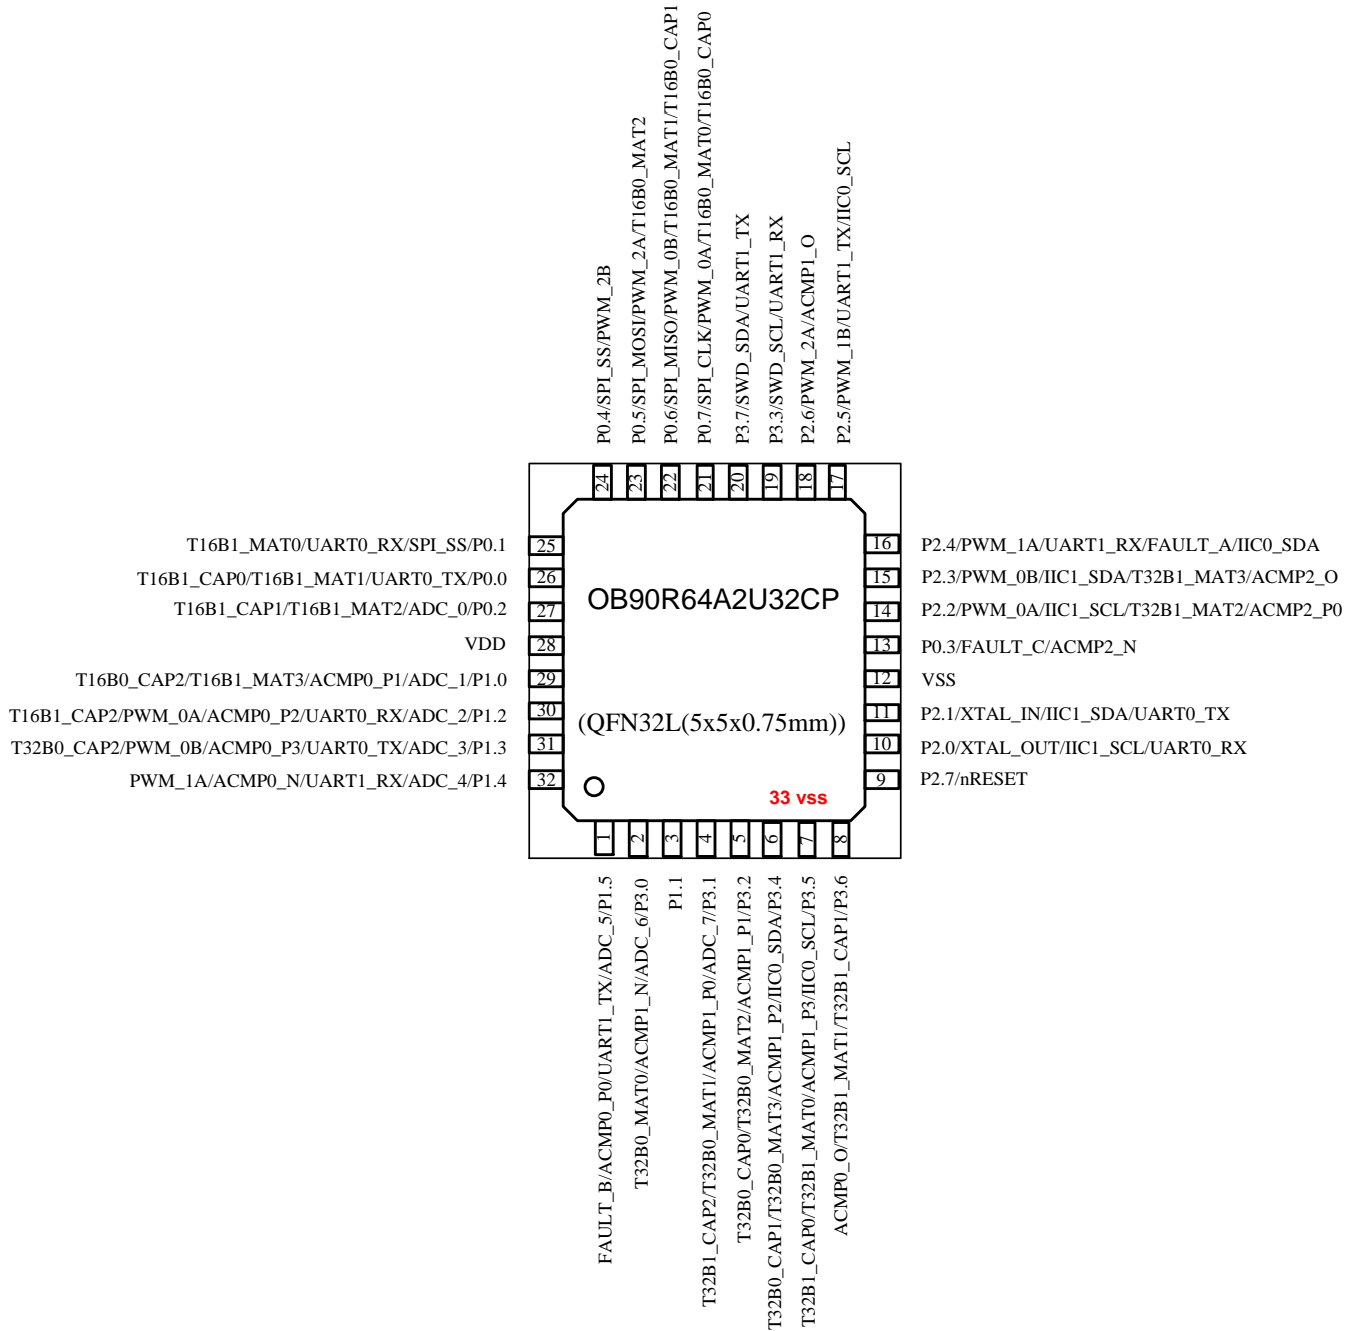 P0.4/SPI_SS/PWM_2B
P0.5/SPI_MOSI/PWM_2A/T16B0_MAT2
P0.6/SPI_MISO/PWM_0B/T16B0_MAT1/T16B0_CAP1
P0.7/SPI_CLK/PWM_0A/T16B0_MAT0/T16B0_CAP0
P3.7/SWD_SDA/UART1_TX
P3.3/SWD_SCL/UART1_RX
P2.6/PWM_2A/ACMP1_O
P2.5/PWM_1B/UART1_TX/IIC0_SCL
24
23
22
21
20
19
18
17
T16B1_MAT0/UART0_RX/SPI_SS/P0.1
25
T16B1_CAP0/T16B1_MAT1/UART0_TX/P0.0
26
T16B1_CAP1/T16B1_MAT2/ADC_0/P0.2
27
VDD
28
T16B0_CAP2/T16B1_MAT3/ACMP0_P1/ADC_1/P1.0
29
T16B1_CAP2/PWM_0A/ACMP0_P2/UART0_RX/ADC_2/P1.2
30
T32B0_CAP2/PWM_0B/ACMP0_P3/UART0_TX/ADC_3/P1.3
31
PWM_1A/ACMP0_N/UART1_RX/ADC_4/P1.4
32
OB90R64A2U32CP
(QFN32L(5x5x0.75mm))
33 vss
16
P2.4/PWM_1A/UART1_RX/FAULT_A/IIC0_SDA
15
P2.3/PWM_0B/IIC1_SDA/T32B1_MAT3/ACMP2_O
14
P2.2/PWM_0A/IIC1_SCL/T32B1_MAT2/ACMP2_P0
13
P0.3/FAULT_C/ACMP2_N
12
VSS
11
P2.1/XTAL_IN/IIC1_SDA/UART0_TX
10
P2.0/XTAL_OUT/IIC1_SCL/UART0_RX
9
P2.7/nRESET
1
2
3
4
5
6
7
8
FAULT_B/ACMP0_P0/UART1_TX/ADC_5/P1.5
T32B0_MAT0/ACMP1_N/ADC_6/P3.0
P1.1
T32B1_CAP2/T32B0_MAT1/ACMP1_P0/ADC_7/P3.1
T32B0_CAP0/T32B0_MAT2/ACMP1_P1/P3.2
T32B0_CAP1/T32B0_MAT3/ACMP1_P2/IIC0_SDA/P3.4
T32B1_CAP0/T32B1_MAT0/ACMP1_P3/IIC0_SCL/P3.5
ACMP0_O/T32B1_MAT1/T32B1_CAP1/P3.6